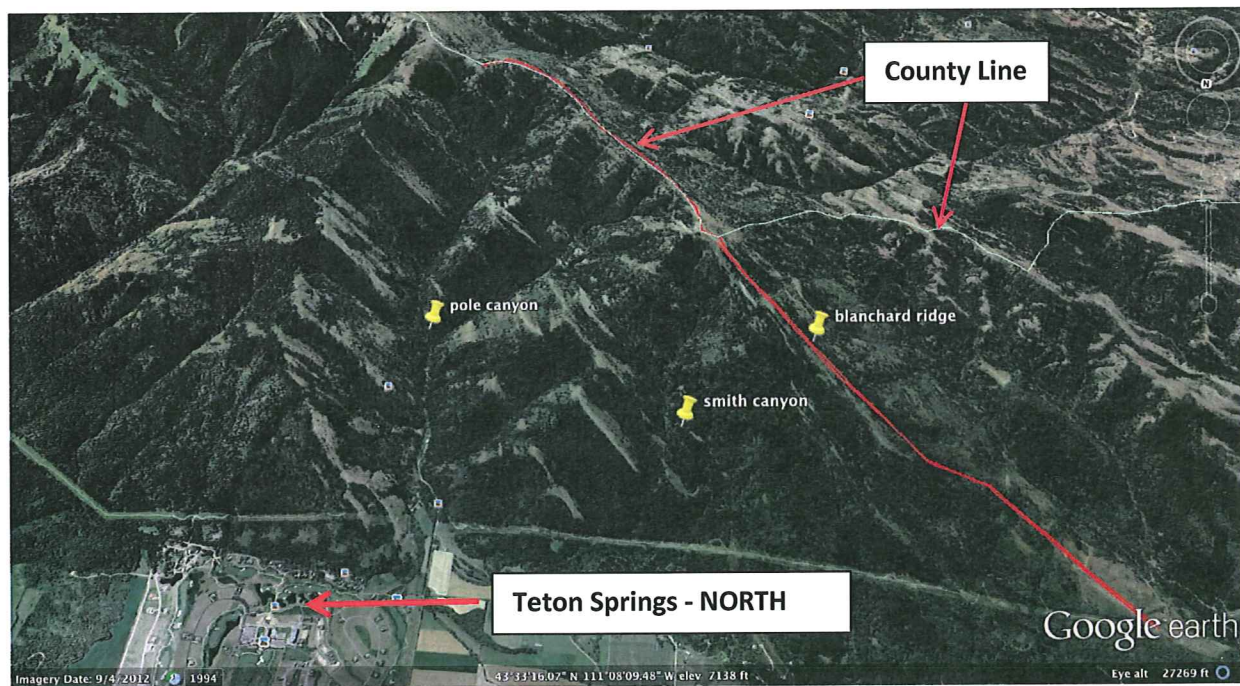 County Line
N
pole canyon
blanchard ridge
smith canyon
Teton Springs - NORTH
Google earth
Imagery Date: 9/4/2012 1994
43°33'16.07" N 111°08'09.48" W elev 7138 ft
Eye alt 27269 ft